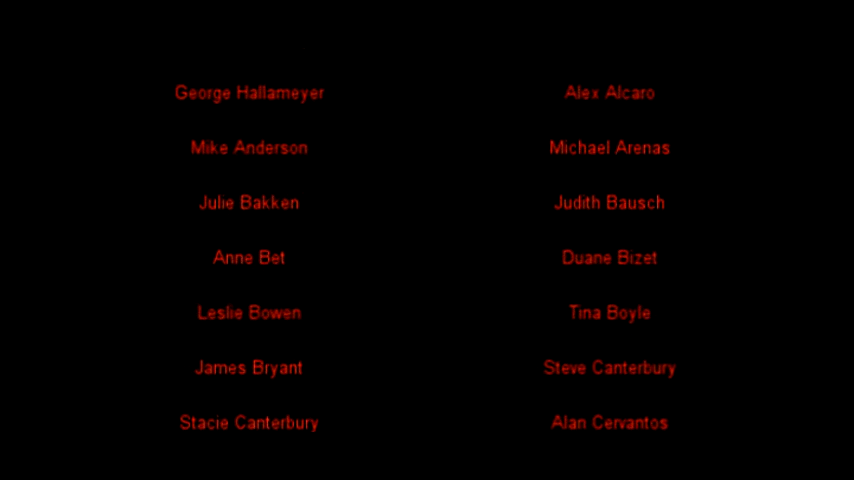 George Hallameyer Alex Alcaro
Mike Anderson Michael Arenas
Julie Bakken Judith Bausch
Anne Bet Duane Bizet
Leslie Bowen Tina Boyle
James Bryant Steve Canterbury
Stacie Canterbury Alan Cervantos